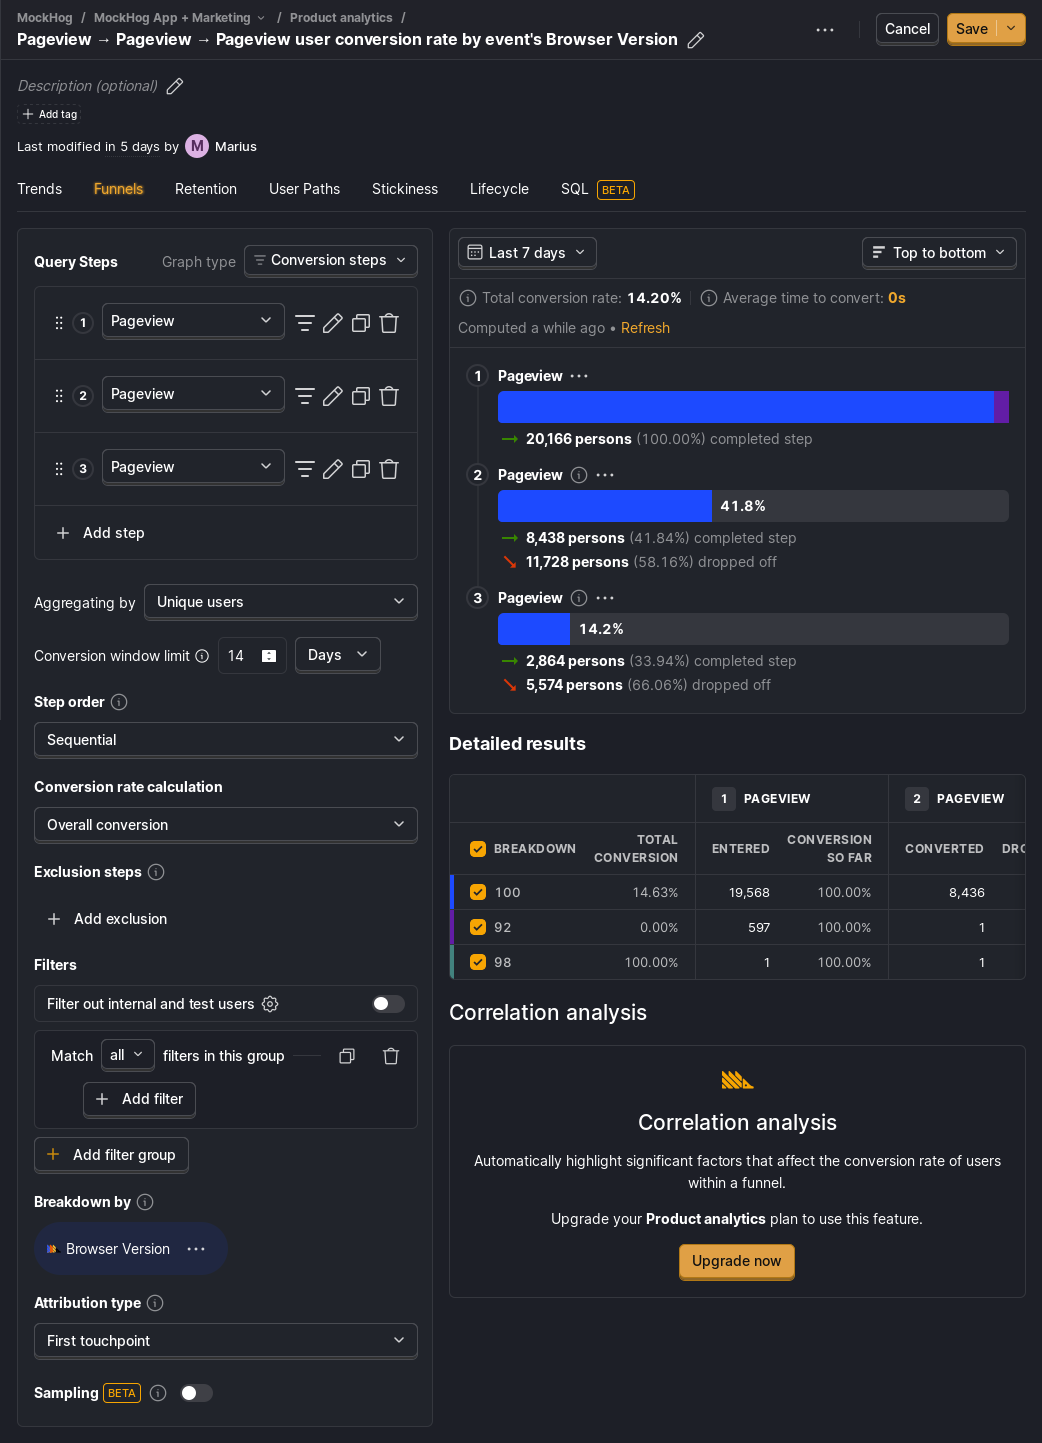 MockHog / MockHog App + Marketing / Product analytics /
Pageview → Pageview → Pageview user conversion rate by event's Browser Version
Cancel
Save
Description (optional)
+ Add tag
Last modified in 5 days by M Marius
Trends
Funnels
Retention
User Paths
Stickiness
Lifecycle
SQL BETA
Query Steps
Graph type
Conversion steps
1 Pageview
2 Pageview
3 Pageview
+ Add step
Aggregating by
Unique users
Conversion window limit
14
Days
Step order
Sequential
Conversion rate calculation
Overall conversion
Exclusion steps
+ Add exclusion
Filters
Filter out internal and test users
Match all filters in this group
+ Add filter
+ Add filter group
Breakdown by
Browser Version
Attribution type
First touchpoint
Sampling BETA
Last 7 days
Top to bottom
Total conversion rate: 14.20%
Average time to convert: 0s
Computed a while ago • Refresh
1 Pageview
20,166 persons (100.00%) completed step
2 Pageview
41.8%
8,438 persons (41.84%) completed step
11,728 persons (58.16%) dropped off
3 Pageview
14.2%
2,864 persons (33.94%) completed step
5,574 persons (66.06%) dropped off
Detailed results
1 PAGEVIEW
2 PAGEVIEW
BREAKDOWN
TOTAL
CONVERSION
ENTERED
CONVERSION
SO FAR
CONVERTED
DRO
100 14.63% 19,568 100.00% 8,436
92 0.00% 597 100.00% 1
98 100.00% 1 100.00% 1
Correlation analysis
Correlation analysis
Automatically highlight significant factors that affect the conversion rate of users
within a funnel.
Upgrade your Product analytics plan to use this feature.
Upgrade now